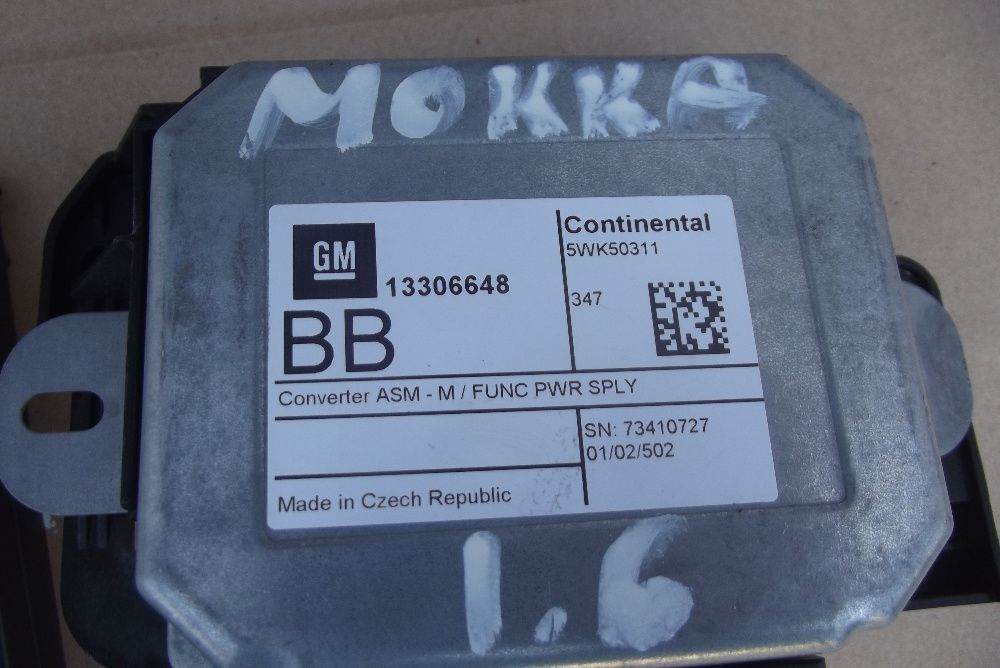 MOKKA
GM
13306648
BB
Continental
5WK50311
347
Converter ASM - M / FUNC PWR SPLY
SN: 73410727
01/02/502
Made in Czech Republic
1.6